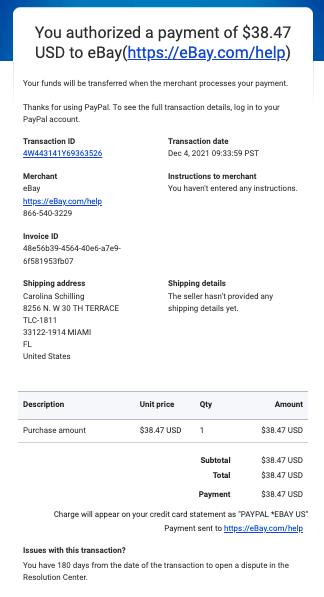 You authorized a payment of $38.47
USD to eBay(https://eBay.com/help)
Your funds will be transferred when the merchant processes your payment.
Thanks for using PayPal. To see the full transaction details, log in to your
PayPal account.
Transaction ID
4W443141Y69363526
Transaction date
Dec 4, 2021 09:33:59 PST
Merchant
eBay
https://eBay.com/help
866-540-3229
Instructions to merchant
You haven't entered any instructions.
Invoice ID
48e56b39-4564-40e6-a7e9-
6f581953fb07
Shipping address
Carolina Schilling
8256 N. W 30 TH TERRACE
TLC-1811
33122-1914 MIAMI
FL
United States
Shipping details
The seller hasn't provided any
shipping details yet.
Description Unit price Qty Amount
Purchase amount $38.47 USD 1 $38.47 USD
Subtotal $38.47 USD
Total $38.47 USD
Payment $38.47 USD
Charge will appear on your credit card statement as "PAYPAL *EBAY US"
Payment sent to https://eBay.com/help
Issues with this transaction?
You have 180 days from the date of the transaction to open a dispute in the
Resolution Center.